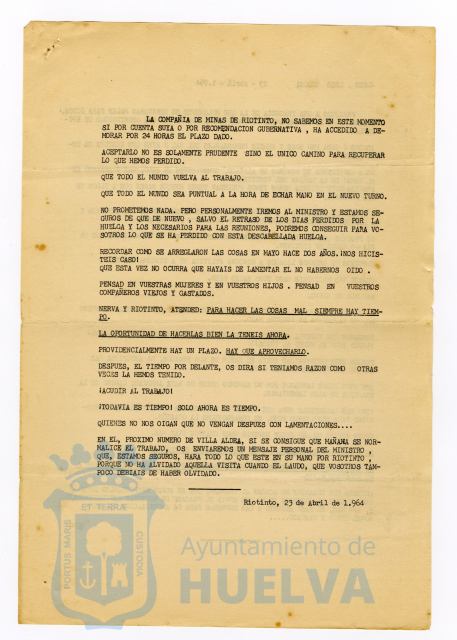 LA COMPAÑIA DE MINAS DE RIOTINTO, NO SABEMOS EN ESTE MOMENTO
SI POR CUENTA SUYA O POR RECOMENDACION GUBERNATIVA, HA ACCEDIDO A DE-
MORAR POR 24 HORAS EL PLAZO DADO.
ACEPTARLO NO ES SOLAMENTE PRUDENTE SINO EL UNICO CAMINO PARA RECUPERAR
LO QUE HEMOS PERDIDO.
QUE TODO EL MUNDO VUELVA AL TRABAJO.
QUE TODO EL MUNDO SEA PUNTUAL A LA HORA DE ECHAR MANO EN EL NUEVO TURNO.
NO PROMETEMOS NADA. PERO PERSONALMENTE IREMOS AL MINISTRO Y ESTAMOS SE-
GUROS DE QUE DE NUEVO , SALVO EL RETRASO DE LOS DIAS PERDIDOS POR LA
HUELGA Y LOS NECESARIOS PARA LAS REUNIONES, PODREMOS CONSEGUIR PARA VO-
SOTROS LO QUE SE HA PERDIDO CON ESTA DESCABELLADA HUELGA.
RECORDAR COMO SE ARREGLARON LAS COSAS EN MAYO HACE DOS AÑOS.¡NOS HICIS-
TEIS CASO!
QUE ESTA VEZ NO OCURRA QUE HAYAIS DE LAMENTAR EL NO HABERNOS OIDO .
PENSAD EN VUESTRAS MUJERES Y EN VUESTROS HIJOS . PENSAD EN VUESTROS
COMPAÑEROS VIEJOS Y GASTADOS.
NERVA Y RIOTINTO, ATENDED: PARA HACER LAS COSAS MAL SIEMPRE HAY TIEM-
PO.
LA OPORTUNIDAD DE HACERLAS BIEN LA TENEIS AHORA.
PROVIDENCIALMENTE HAY UN PLAZO. HAY QUE APROVECHARLO.
DESPUES, EL TIEMPO POR DELANTE, OS DIRA SI TENIAMOS RAZON COMO OTRAS
VECES LA HEMOS TENIDO.
¡ACUDIR AL TRABAJO!
¡TODAVIA ES TIEMPO! SOLO AHORA ES TIEMPO.
QUIENES NO NOS OIGAN QUE NO VENGAN DESPUES CON LAMENTACIONES....
EN EL, PROXIMO NUMERO DE VILLA ALDEA, SI SE CONSIGUE QUE MAÑANA SE NOR-
MALICE EL TRABAJO, OS ENVIAREMOS UN MENSAJE PERSONAL DEL MINISTRO ,
QUE, ESTAMOS SEGUROS, HARA TODO LO QUE ESTE EN SU MANO POR RIOTINTO ,
PORQUE NO HA OLVIDADO AQUELLA VISITA CUANDO EL LAUDO, QUE VOSOTROS TAM-
POCO DEBIAIS DE HABER OLVIDADO.
Riotinto, 23 de Abril de 1.964
ET TERRÆ
PORTUS MARIS
CUSTODIA
Ayuntamiento de
HUELVA